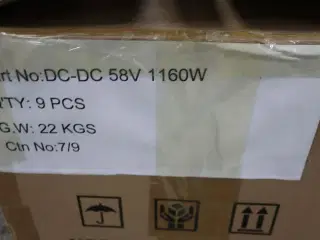 rt No:DC-DC 58V 1160W
'TY: 9 PCS
G.W: 22 KGS
Ctn No:7/9